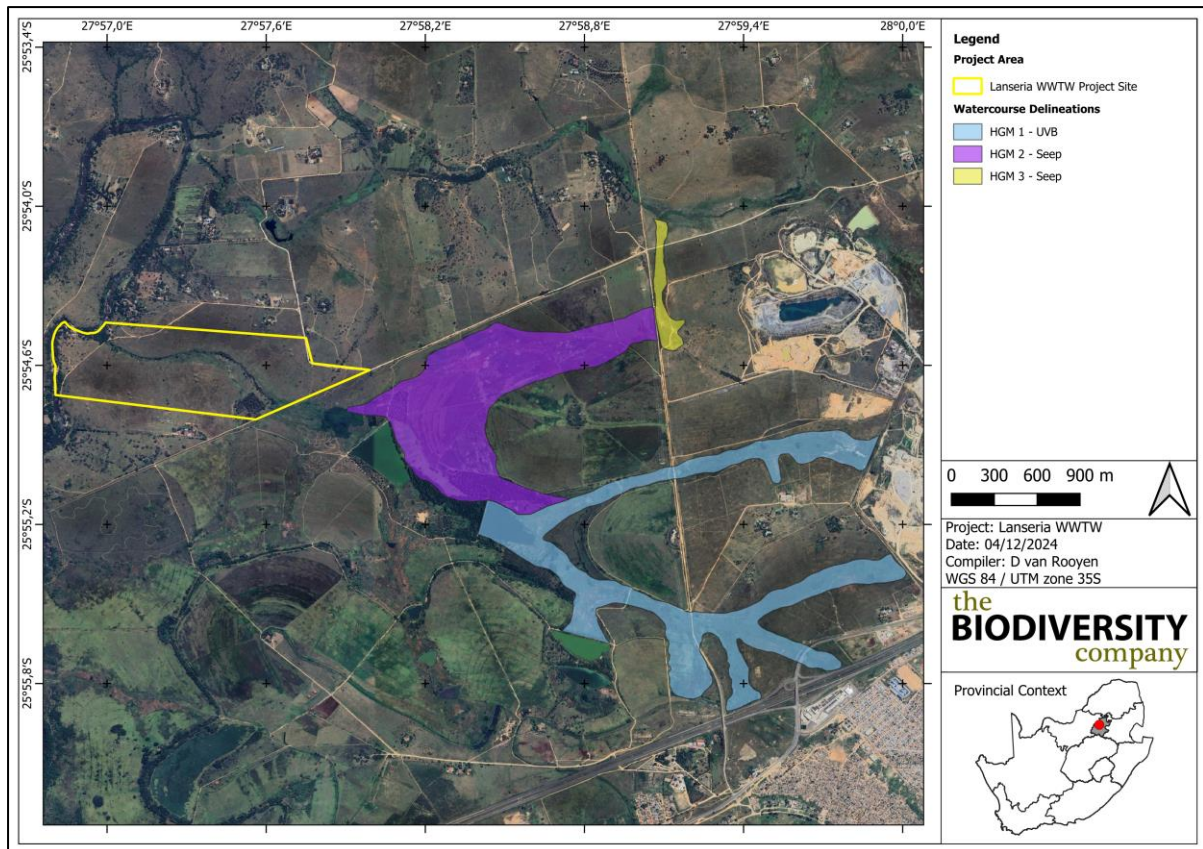 27°57,0'E 27°57,6'E 27°58,2'E 27°58,8'E 27°59,4'E 28°0,0'E
25°53,4'S
25°54,0'S
25°54,6'S
25°55,2'S
25°55,8'S
Legend
Project Area
Lanseria WWTW Project Site
Watercourse Delineations
HGM 1 - UVB
HGM 2 - Seep
HGM 3 - Seep
0 300 600 900 m
Project: Lanseria WWTW
Date: 04/12/2024
Compiler: D van Rooyen
WGS 84 / UTM zone 35S
the
BIODIVERSITY
company
Provincial Context